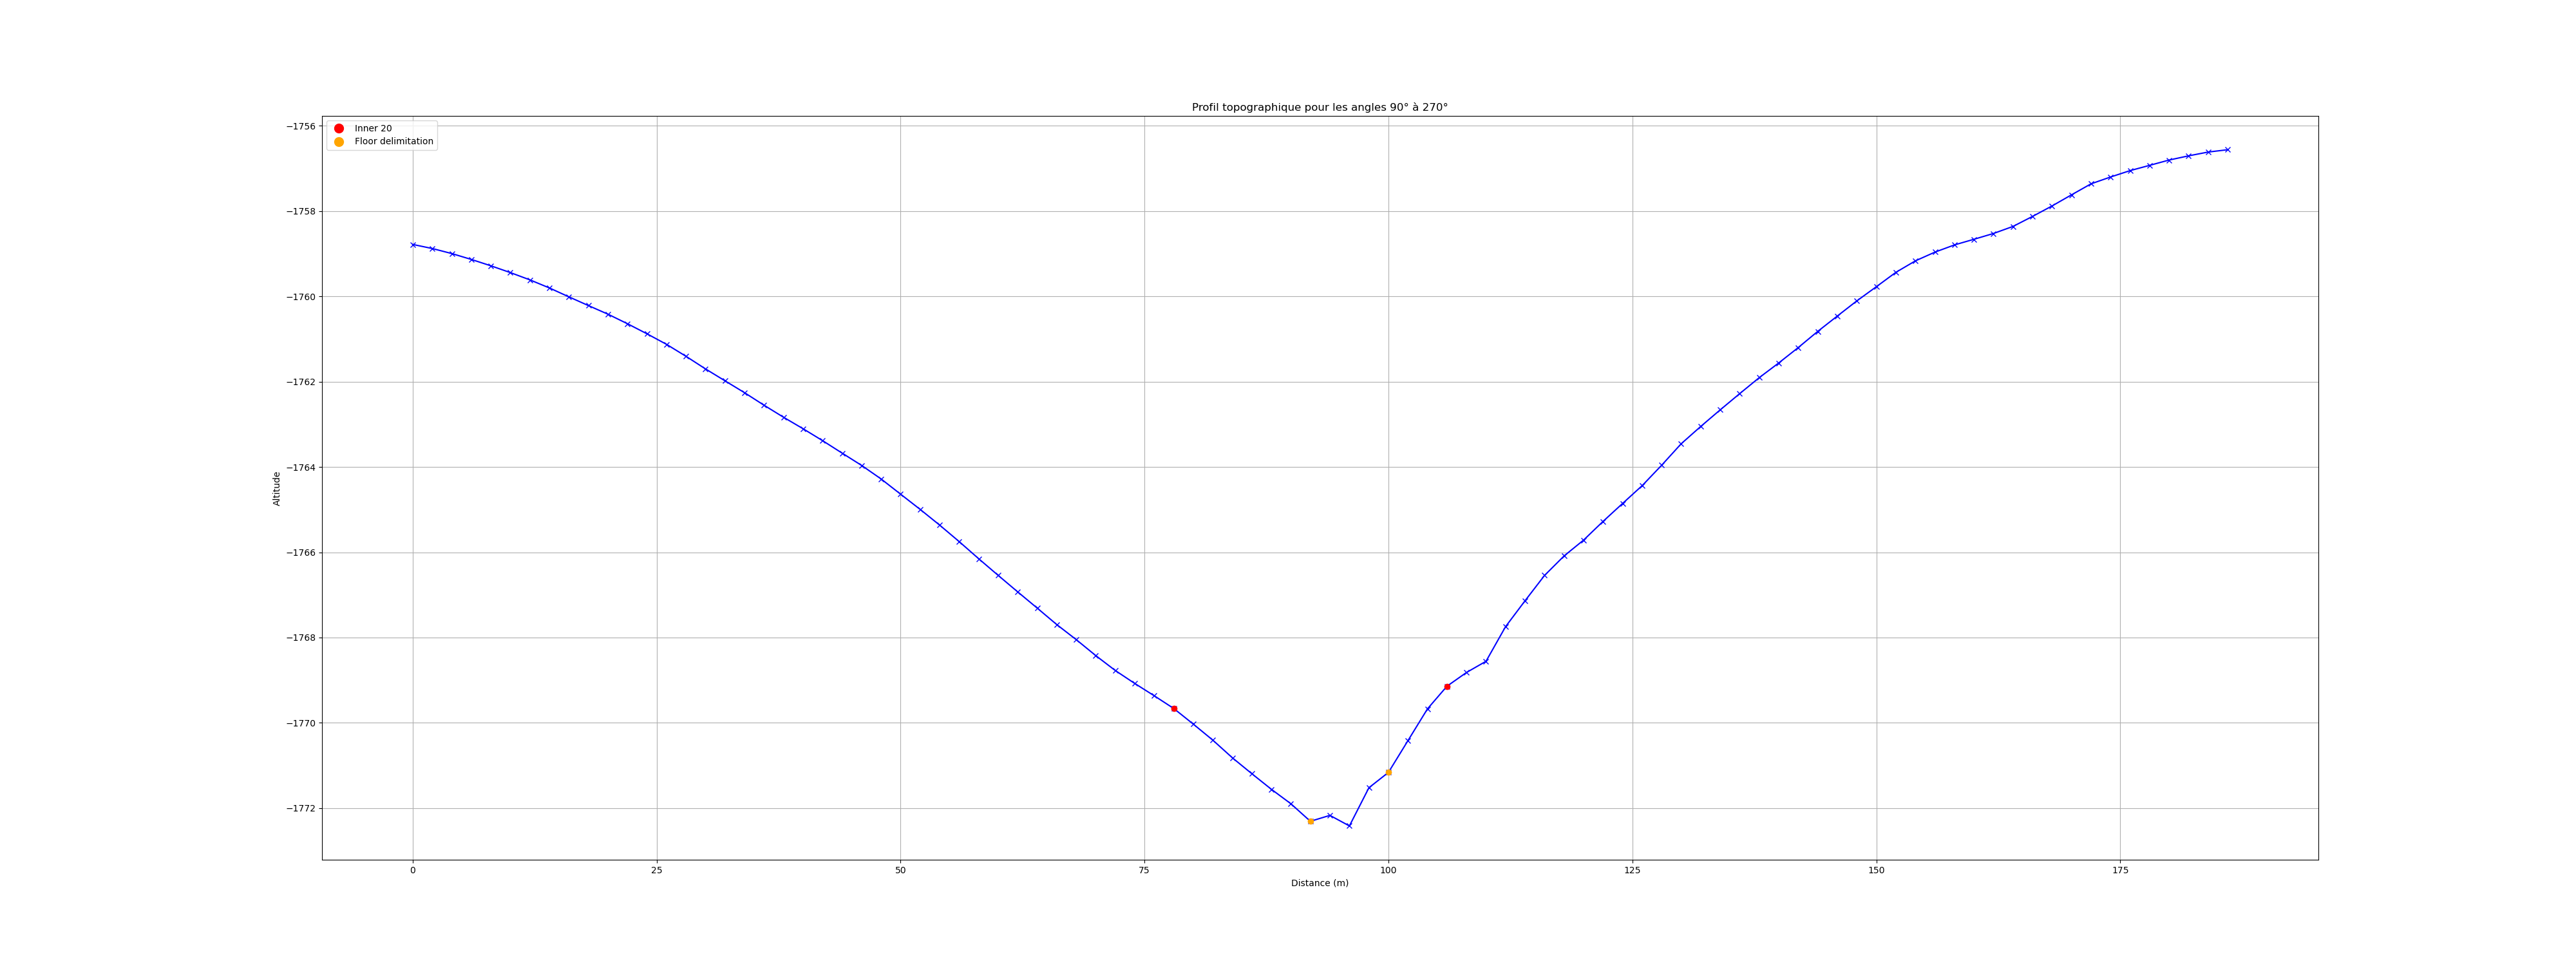 Profil topographique pour les angles 90° à 270°
Inner 20
Floor delimitation
−1756
−1758
−1760
−1762
−1764
−1766
−1768
−1770
−1772
Altitude
0 25 50 75 100 125 150 175
Distance (m)